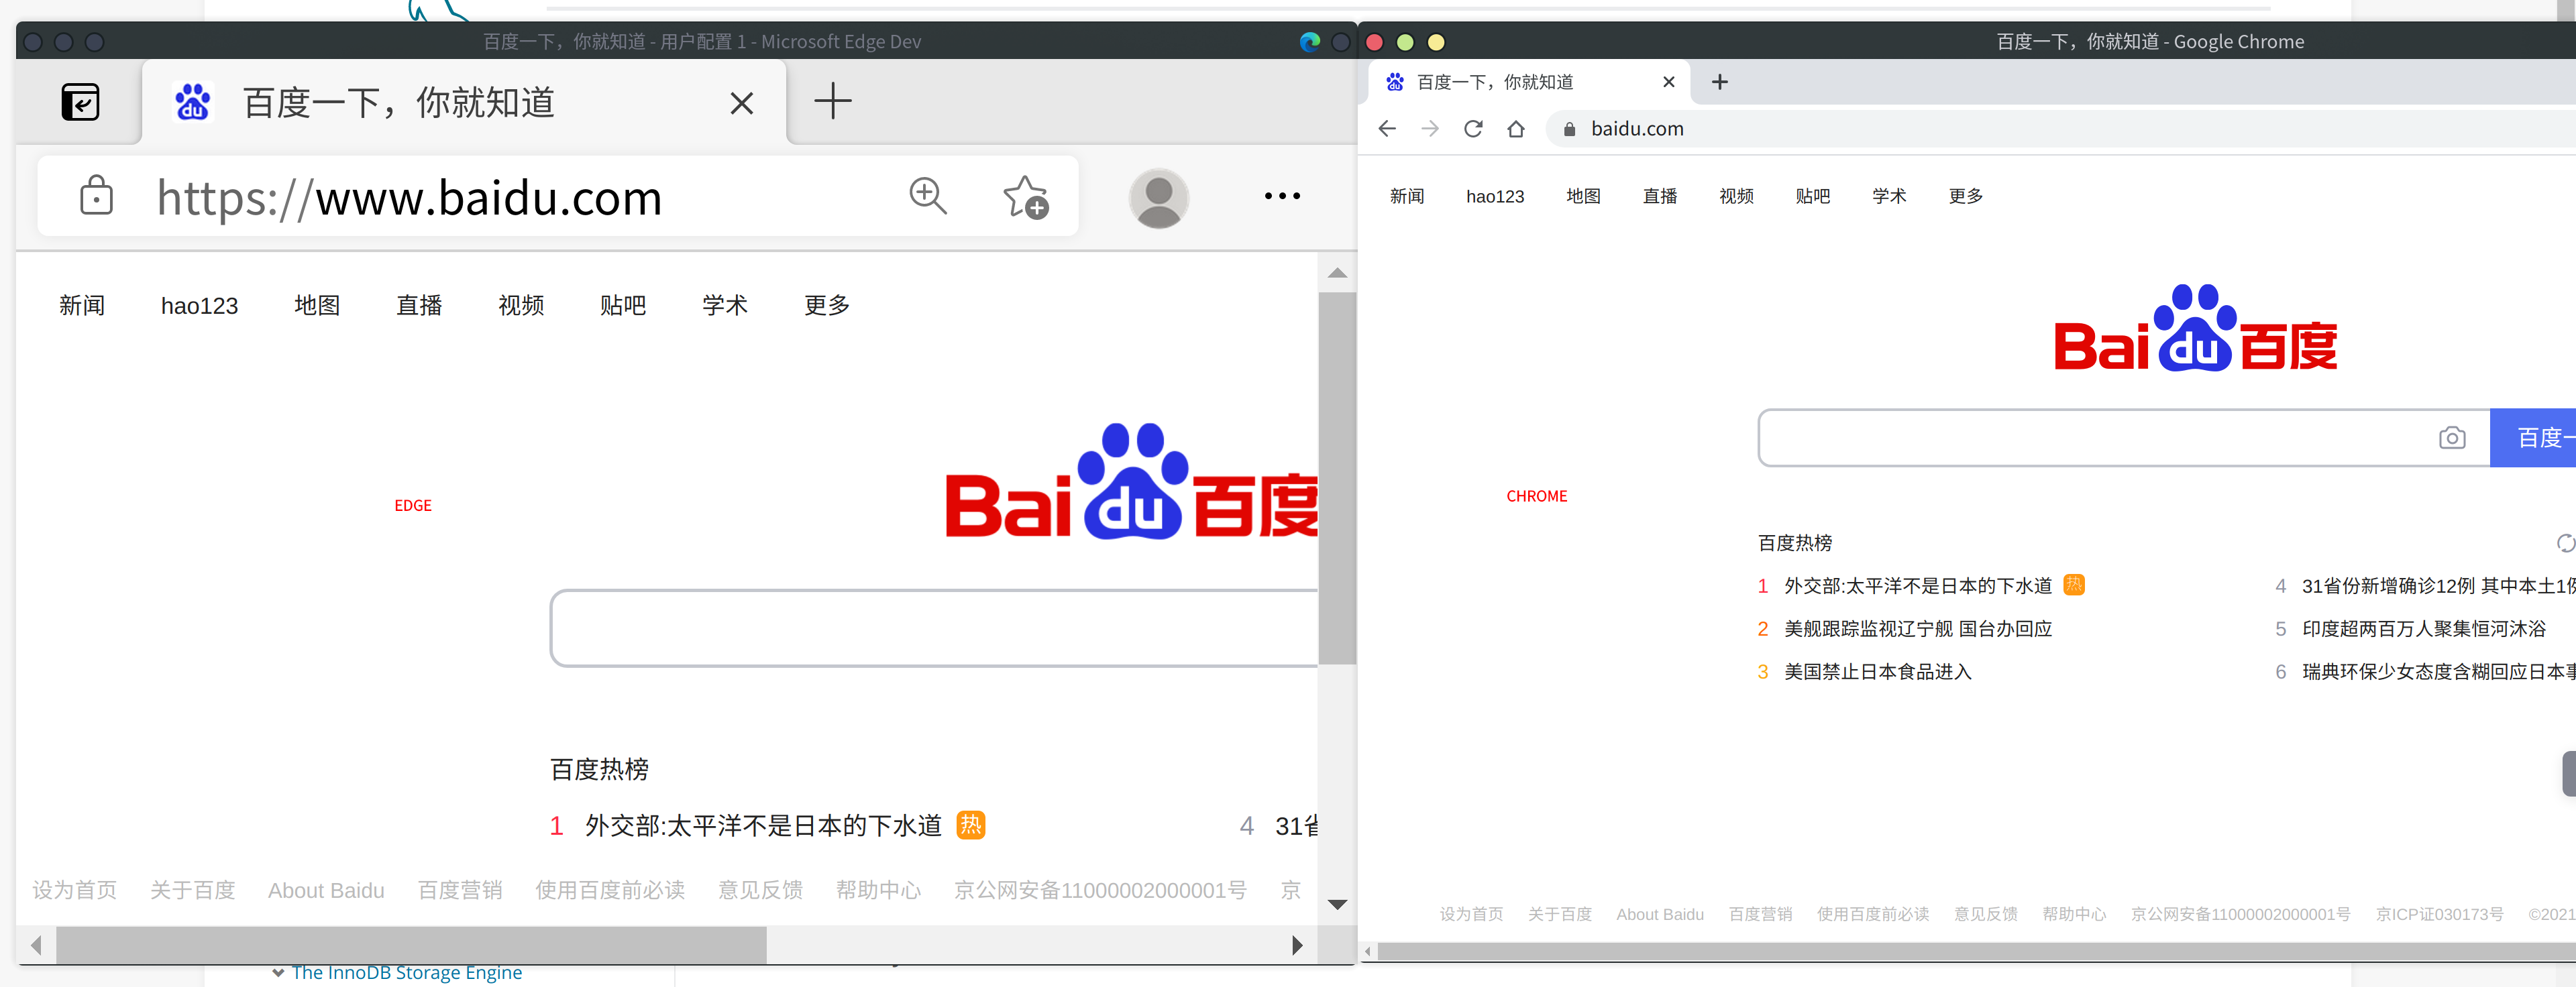 百度一下，你就知道 - 用户配置 1 - Microsoft Edge Dev
百度一下，你就知道
https://www.baidu.com
新闻 hao123 地图 直播 视频 贴吧 学术 更多
Bai du 百度
EDGE
百度热榜
1 外交部:太平洋不是日本的下水道 热
4 31省
设为首页 关于百度 About Baidu 百度营销 使用百度前必读 意见反馈 帮助中心 京公网安备11000002000001号 京
The InnoDB Storage Engine
百度一下，你就知道 - Google Chrome
百度一下，你就知道
baidu.com
新闻 hao123 地图 直播 视频 贴吧 学术 更多
Bai du 百度
百度一
CHROME
百度热榜
1 外交部:太平洋不是日本的下水道 热
4 31省份新增确诊12例 其中本土1例
2 美舰跟踪监视辽宁舰 国台办回应
5 印度超两百万人聚集恒河沐浴
3 美国禁止日本食品进入
6 瑞典环保少女态度含糊回应日本事
设为首页 关于百度 About Baidu 百度营销 使用百度前必读 意见反馈 帮助中心 京公网安备11000002000001号 京ICP证030173号 ©2021